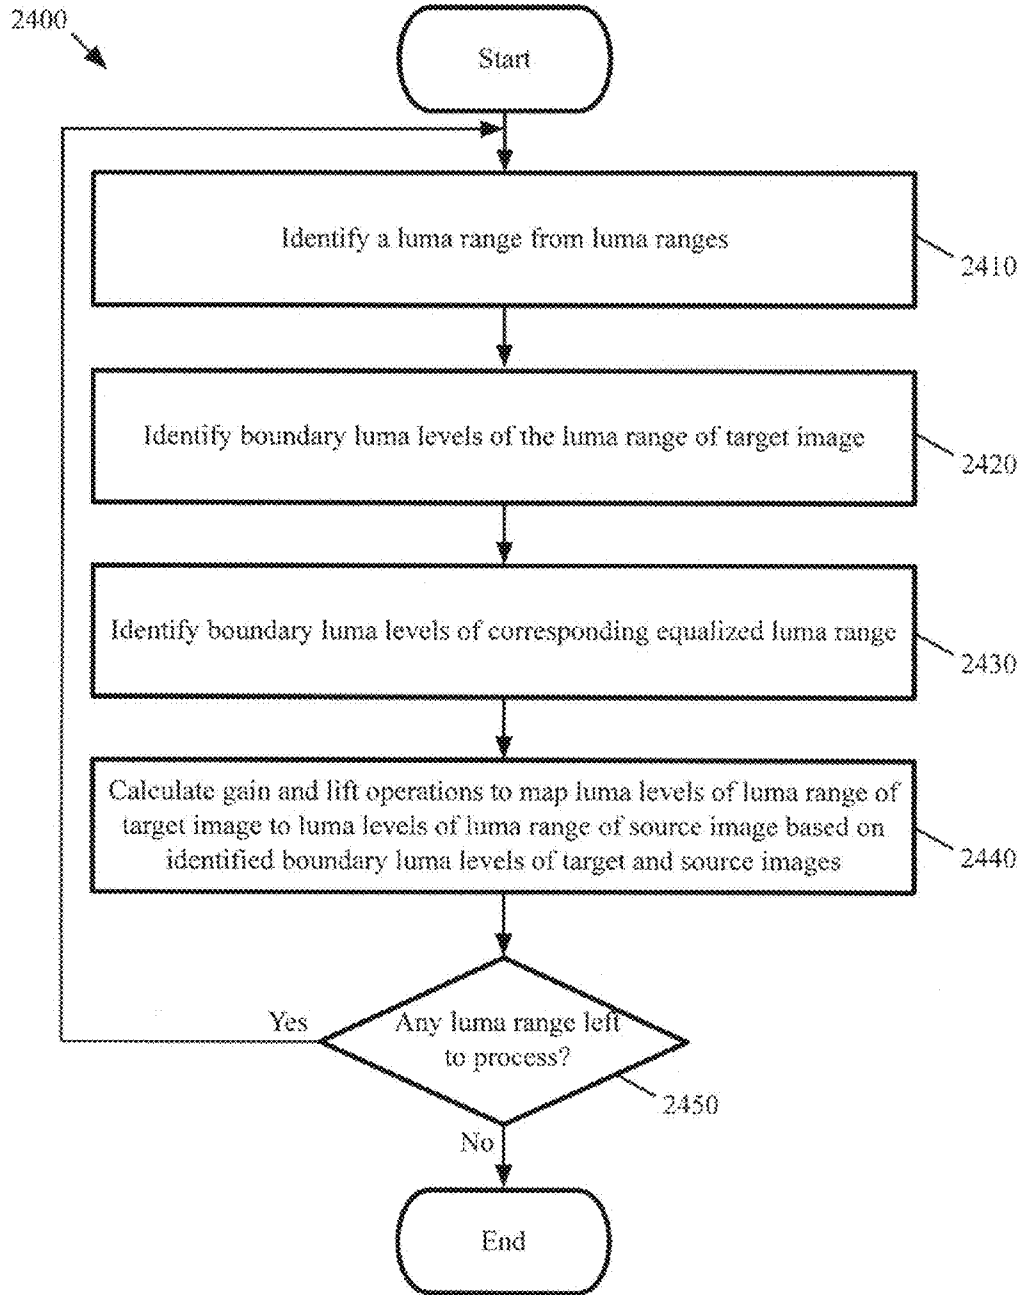 2400
Start
Identify a luma range from luma ranges
2410
Identify boundary luma levels of the luma range of target image
2420
Identify boundary luma levels of corresponding equalized luma range
2430
Calculate gain and lift operations to map luma levels of luma range of
target image to luma levels of luma range of source image based on
identified boundary luma levels of target and source images
2440
Yes
Any luma range left
to process?
2450
No
End